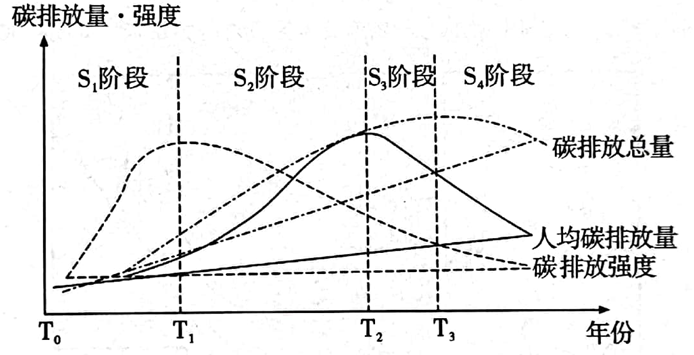 碳排放量·强度
S₁阶段 S₂阶段 S₃阶段 S₄阶段
碳排放总量
人均碳排放量
碳排放强度
T₀ T₁ T₂ T₃ 年份